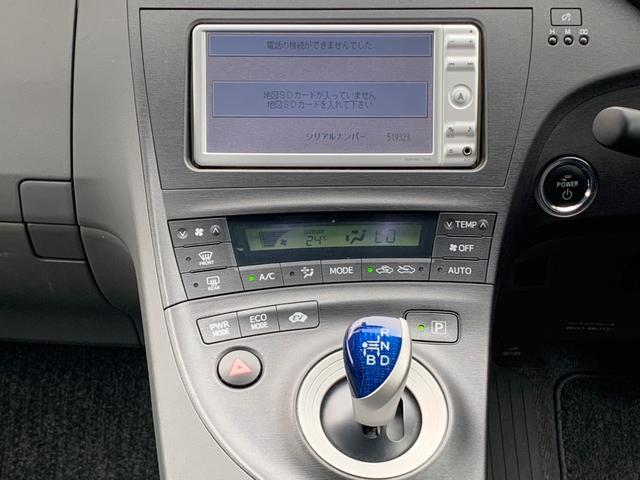 電話の接続ができませんでした
地図SDカードが入っていません
地図SDカードを入れて下さい
シリアルナンバー 519323
H M
POWER
TEMP
24℃ LO
OFF
FRONT
REAR
A/C
MODE
AUTO
PWR MODE
ECO MODE
EV
P
R
N
B D